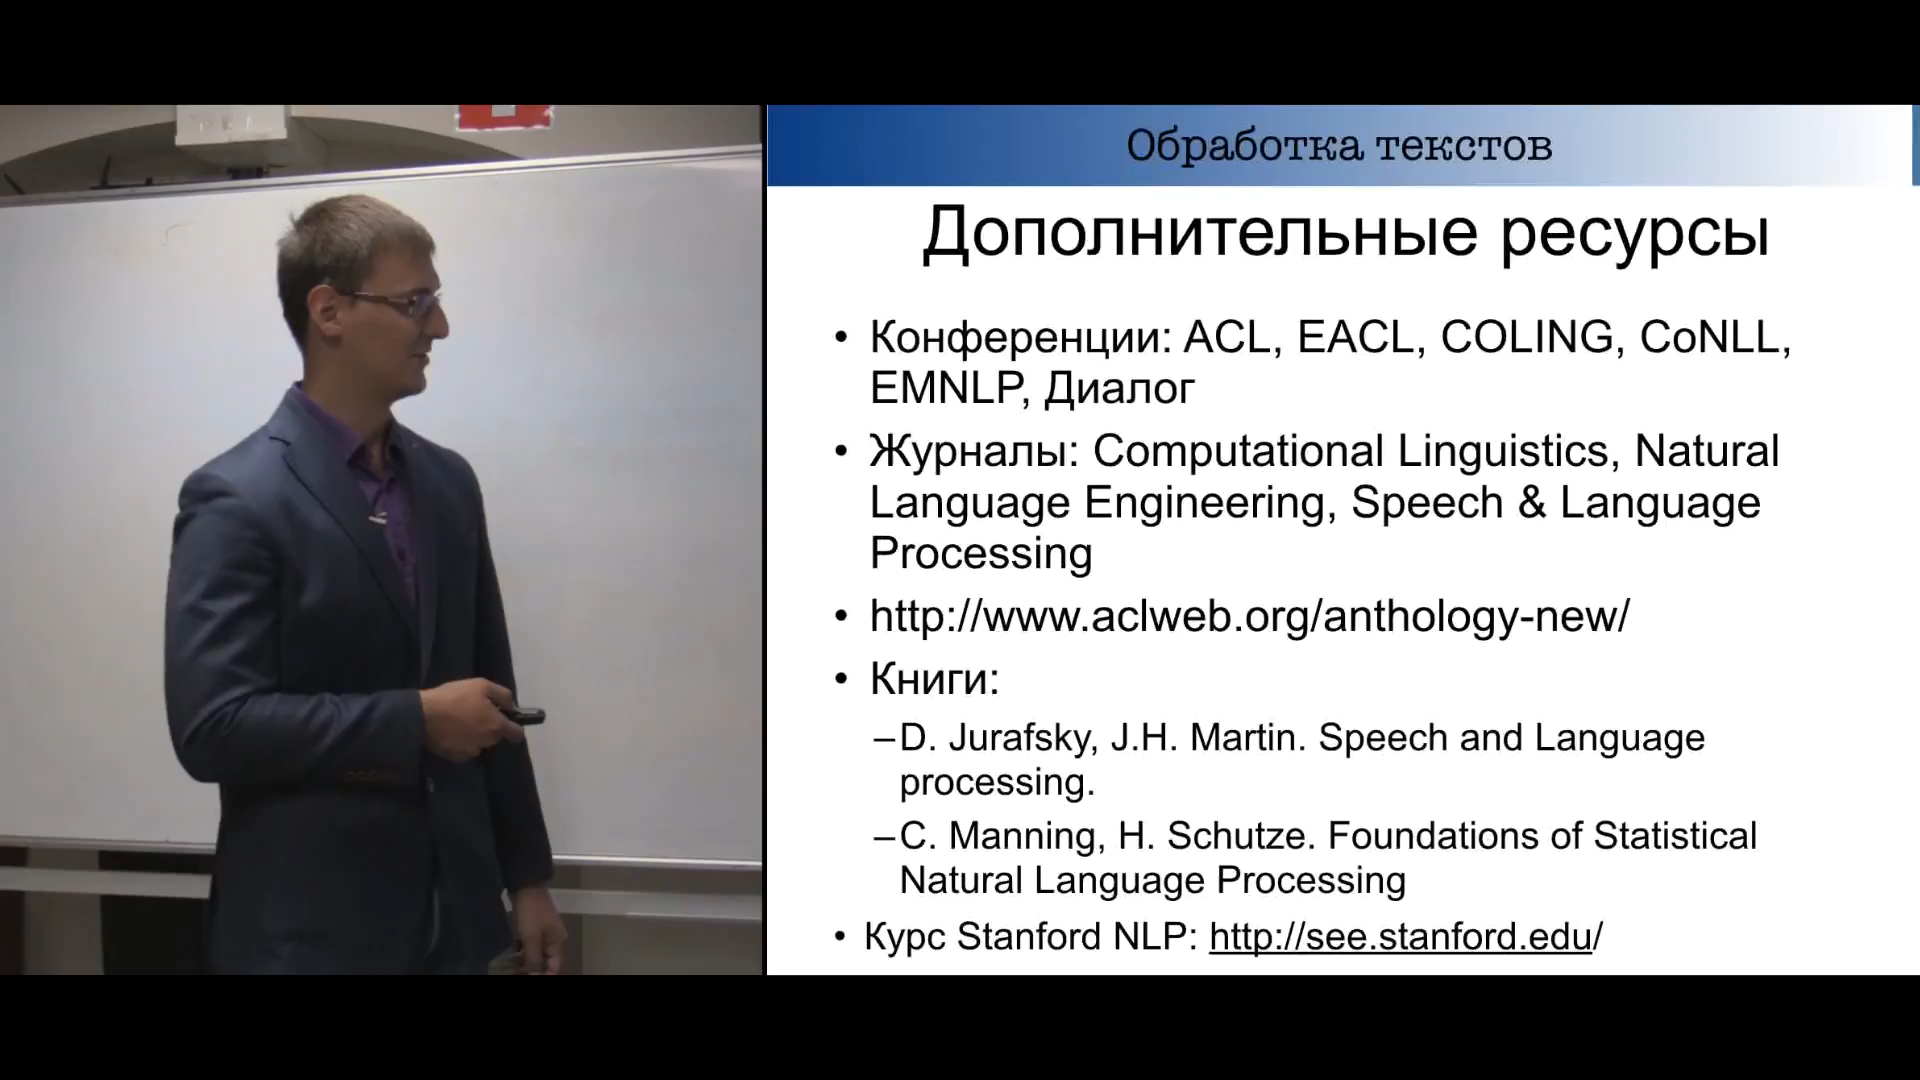 Обработка текстов
Дополнительные ресурсы
• Конференции: ACL, EACL, COLING, CoNLL,
EMNLP, Диалог
• Журналы: Computational Linguistics, Natural
Language Engineering, Speech & Language
Processing
• http://www.aclweb.org/anthology-new/
• Книги:
–D. Jurafsky, J.H. Martin. Speech and Language
processing.
–C. Manning, H. Schutze. Foundations of Statistical
Natural Language Processing
• Курс Stanford NLP: http://see.stanford.edu/